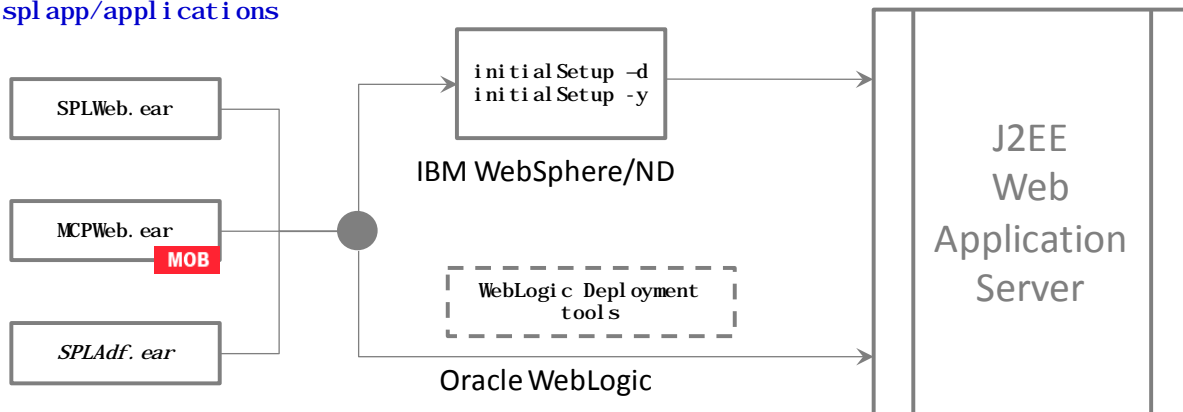 splapp/applications
SPLWeb.ear
MCPWeb.ear
MOB
SPLAdf.ear
initialSetup –d
initialSetup -y
IBM WebSphere/ND
WebLogic Deployment
tools
Oracle WebLogic
J2EE
Web
Application
Server